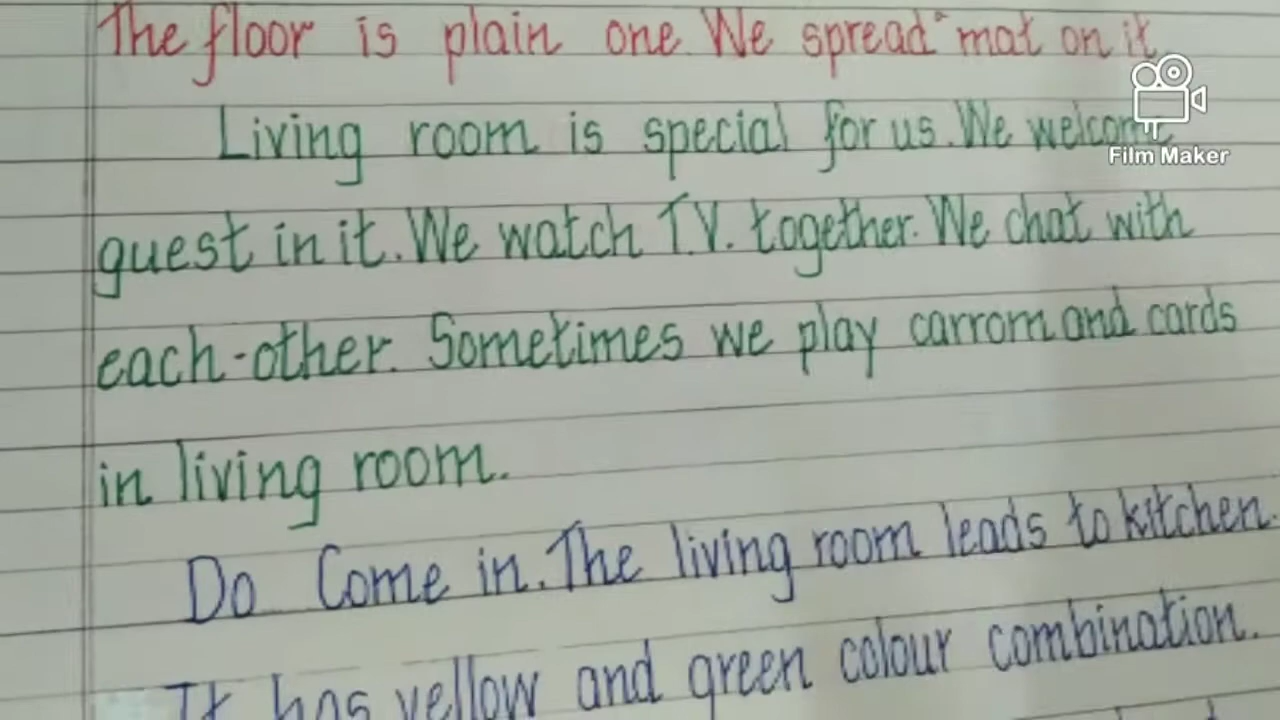 The floor is plain one. We spread mat on it
Living room is special for us. We welcome
Film Maker
guest in it. We watch T.V. together. We chat with
each-other. Sometimes we play carrom and cards
in living room.
Do Come in. The living room leads to kitchen.
It has yellow and green colour combination.